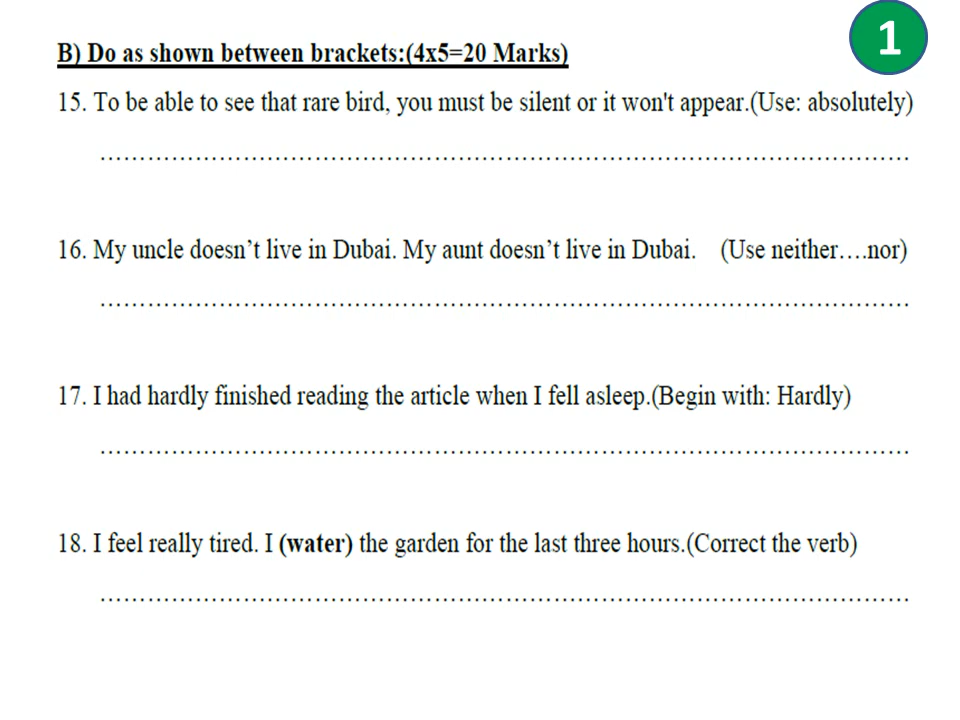 1
B) Do as shown between brackets:(4x5=20 Marks)
15. To be able to see that rare bird, you must be silent or it won't appear.(Use: absolutely)
....................................................................................................
16. My uncle doesn’t live in Dubai. My aunt doesn’t live in Dubai. (Use neither….nor)
....................................................................................................
17. I had hardly finished reading the article when I fell asleep.(Begin with: Hardly)
....................................................................................................
18. I feel really tired. I (water) the garden for the last three hours.(Correct the verb)
....................................................................................................